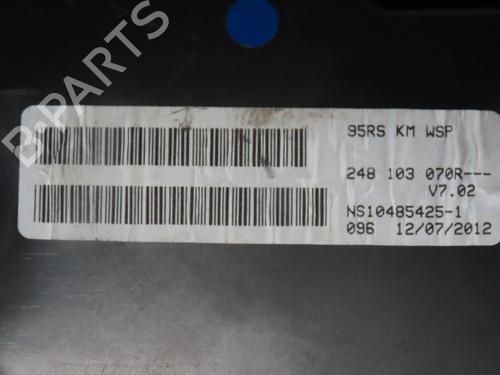 95RS KM WSP
248 103 070R---
V7.02
NS10485425-1
096 12/07/2012
B-PARTS